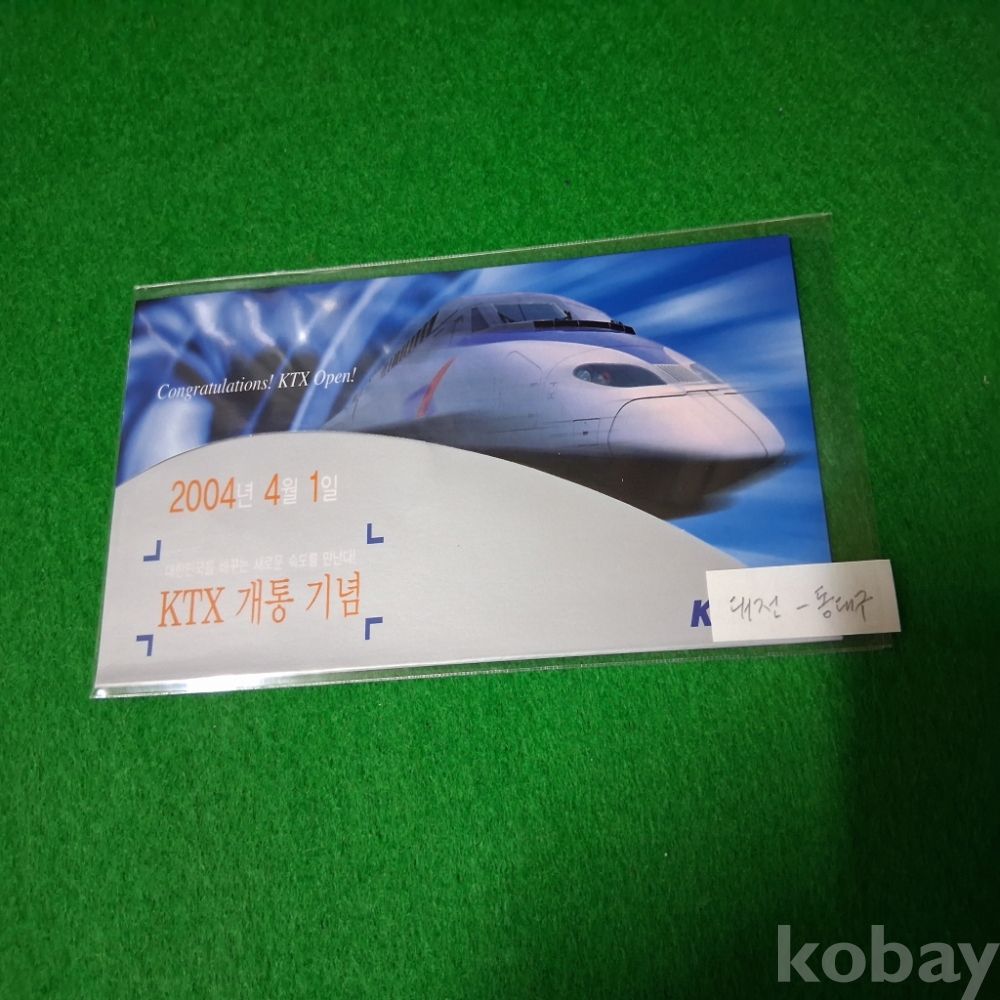 Congratulations! KTX Open!
2004년 4월 1일
대한민국을 바꾸는 새로운 속도를 만난다!
KTX 개통 기념
K
대전 - 동대구
kobay